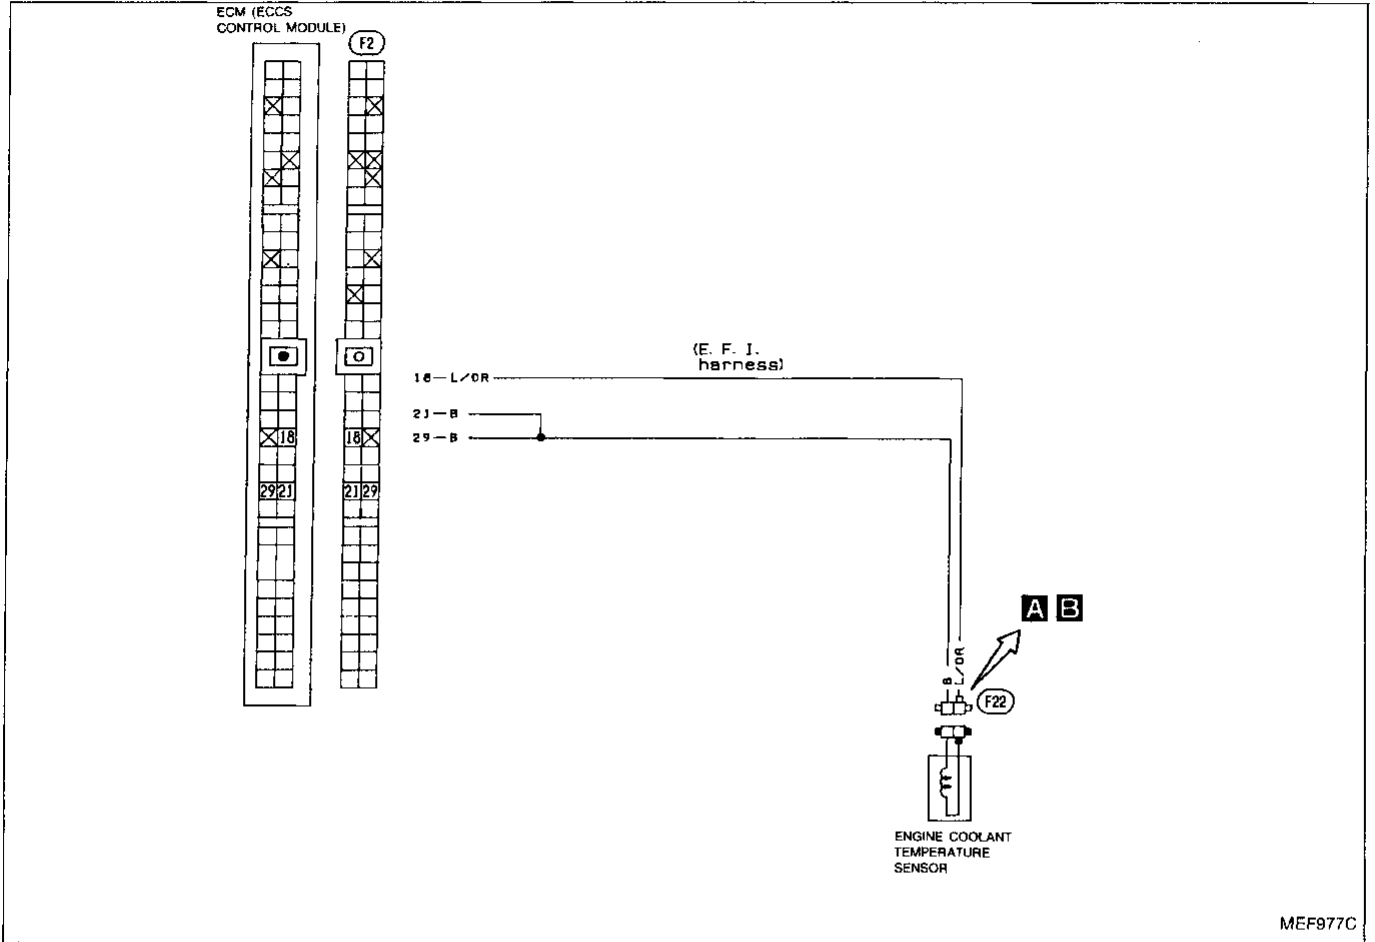 ECM (ECCS
CONTROL MODULE)
F2
(E. F. I.
harness)
18—L/OR
21—B
29—B
18
18
29 21
21 29
A B
B
L/OR
F22
ENGINE COOLANT
TEMPERATURE
SENSOR
MEF977C